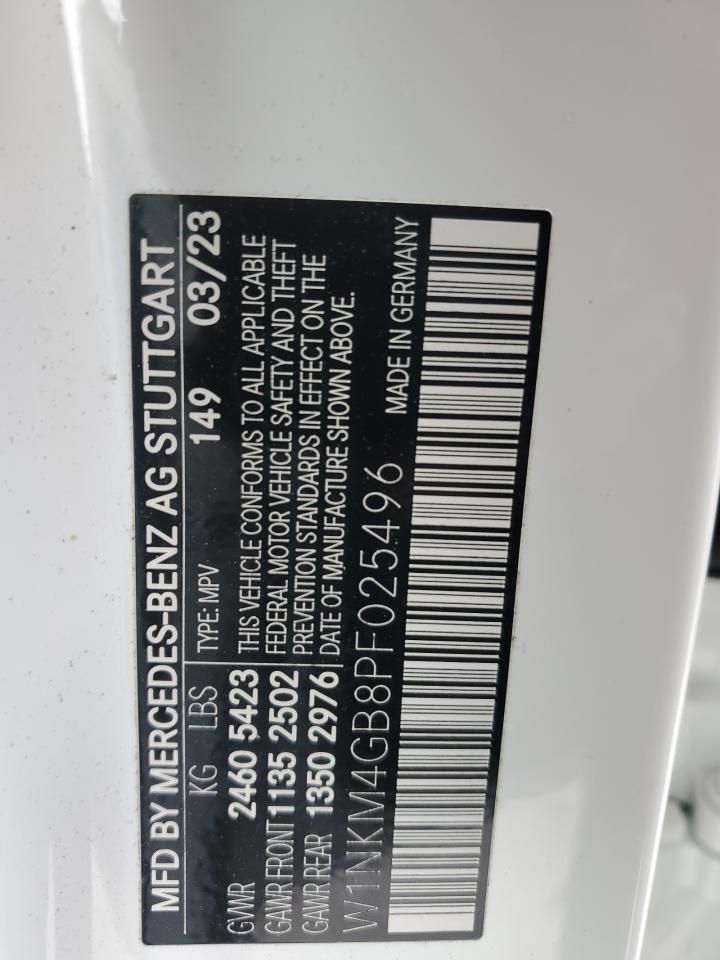 MFD BY MERCEDES-BENZ AG STUTTGART
KG LBS
GVWR 2460 5423
GAWR FRONT 1135 2502
GAWR REAR 1350 2976
TYPE: MPV 149 03/23
THIS VEHICLE CONFORMS TO ALL APPLICABLE
FEDERAL MOTOR VEHICLE SAFETY AND THEFT
PREVENTION STANDARDS IN EFFECT ON THE
DATE OF MANUFACTURE SHOWN ABOVE.
W1NKM4GB8PF025496 MADE IN GERMANY